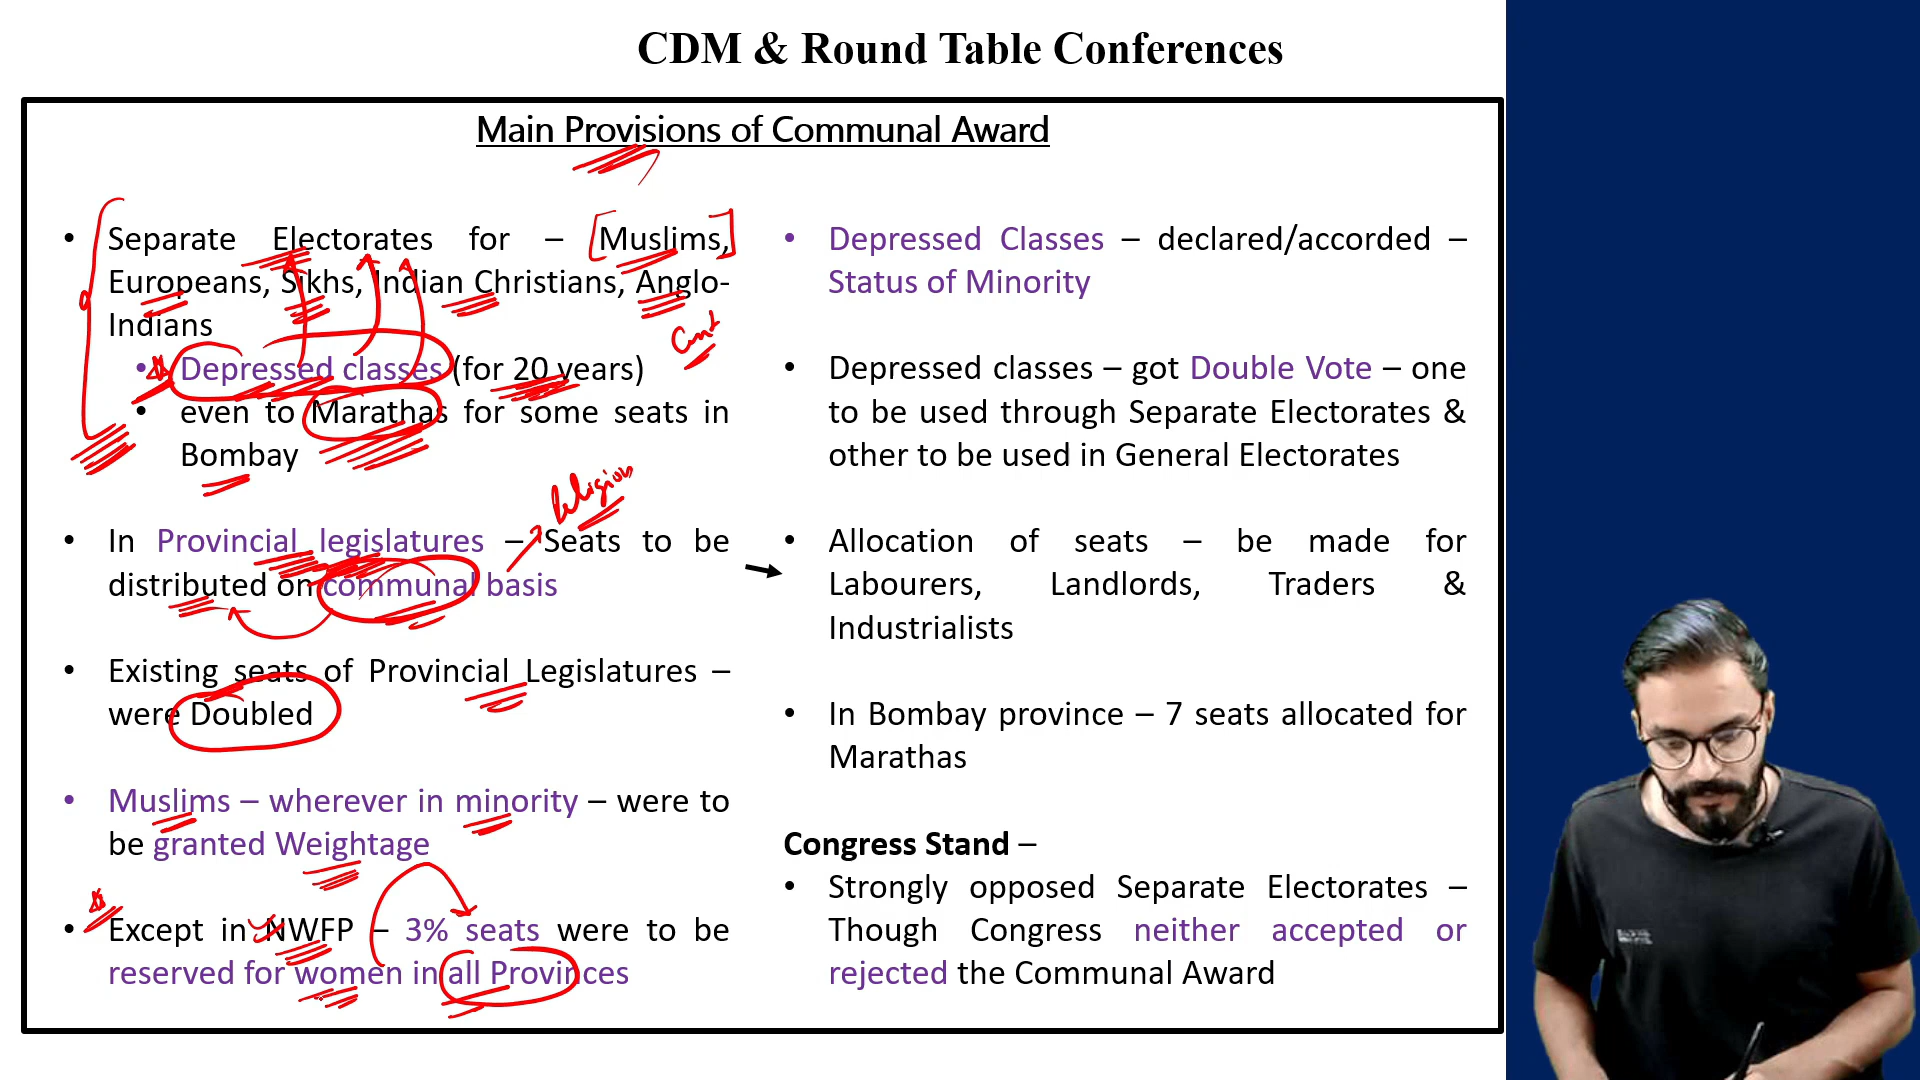 CDM & Round Table Conferences
Main Provisions of Communal Award
• Separate Electorates for – [Muslims,]
Europeans, Sikhs, Indian Christians, Anglo-
Indians
• Depressed classes (for 20 years)
• even to Marathas for some seats in
Bombay
Religion
• In Provincial legislatures – Seats to be
distributed on communal basis
• Existing seats of Provincial Legislatures –
were Doubled
• Muslims – wherever in minority – were to
be granted Weightage
• Except in NWFP – 3% seats were to be
reserved for women in all Provinces
• Depressed Classes – declared/accorded –
Status of Minority
• Depressed classes – got Double Vote – one
to be used through Separate Electorates &
other to be used in General Electorates
• Allocation of seats – be made for
Labourers, Landlords, Traders &
Industrialists
• In Bombay province – 7 seats allocated for
Marathas
Congress Stand –
• Strongly opposed Separate Electorates –
Though Congress neither accepted or
rejected the Communal Award